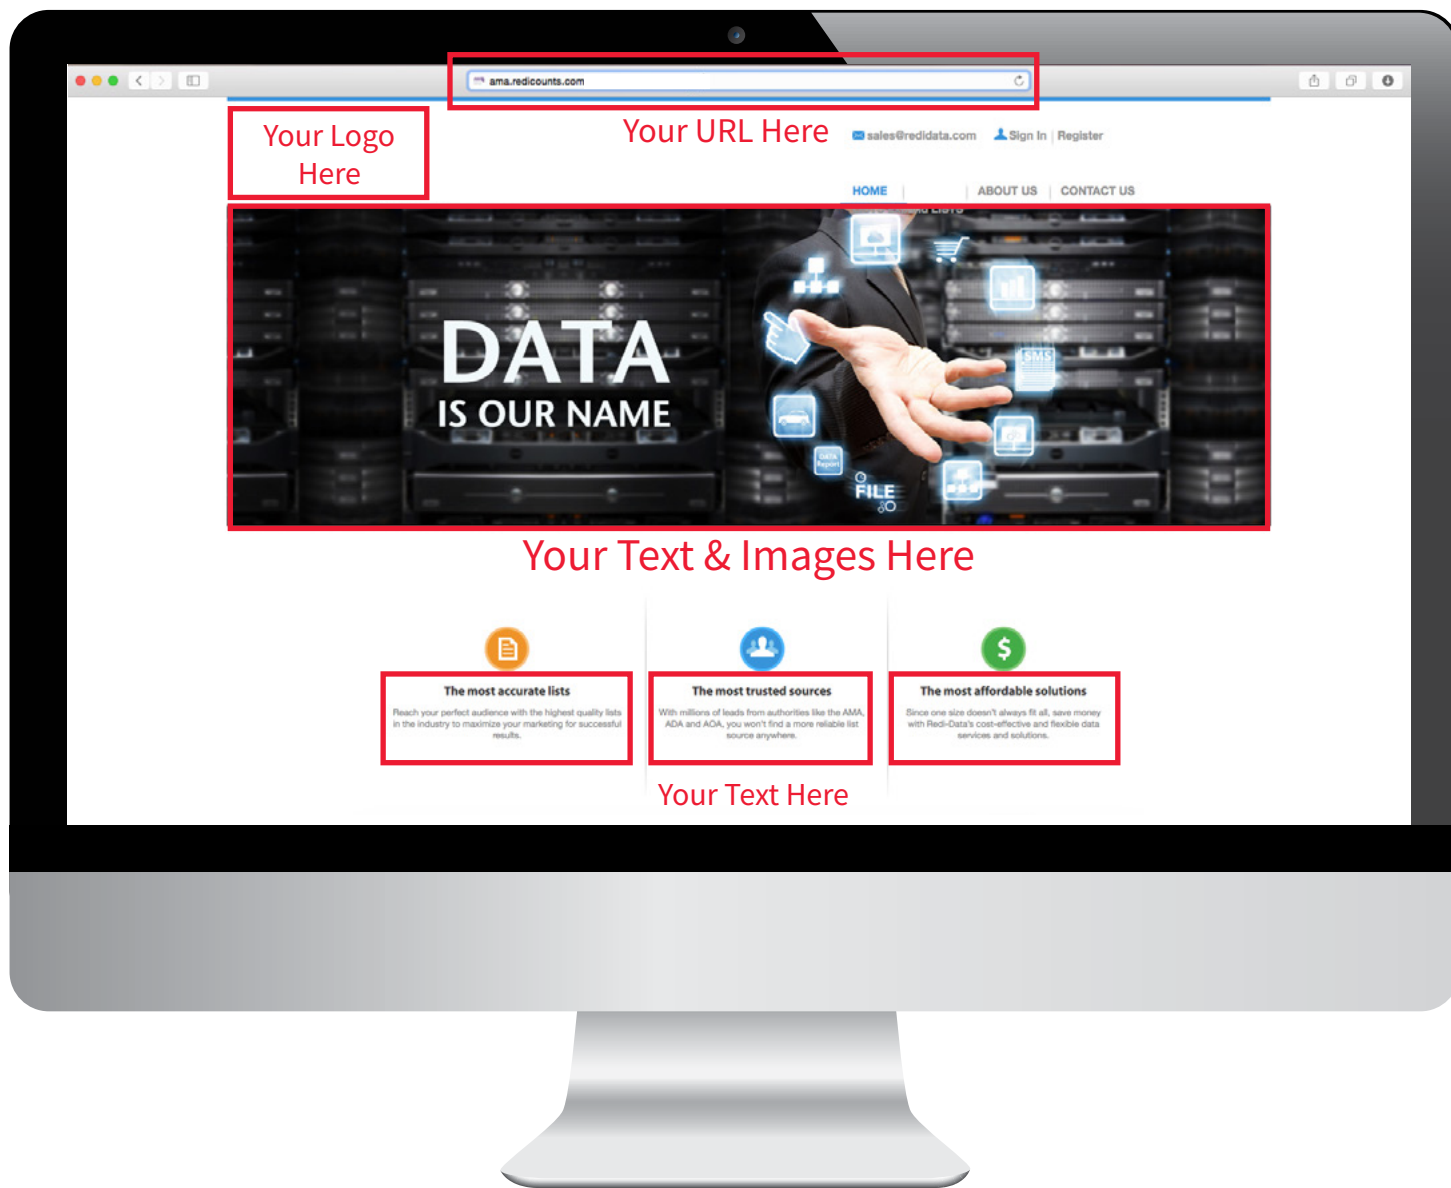 ama.redicounts.com
Your Logo
Here
Your URL Here
sales@redidata.com
Sign In | Register
HOME
ABOUT US
CONTACT US
LISTS
DATA
IS OUR NAME
SMS
DATA
Report
FILE
Your Text & Images Here
The most accurate lists
Reach your perfect audience with the highest quality lists
in the industry to maximize your marketing for successful
results.
The most trusted sources
With millions of leads from authorities like the AMA,
ADA and AOA, you won't find a more reliable list
source anywhere.
The most affordable solutions
Since one size doesn't always fit all, save money
with Redi-Data's cost-effective and flexible data
services and solutions.
Your Text Here